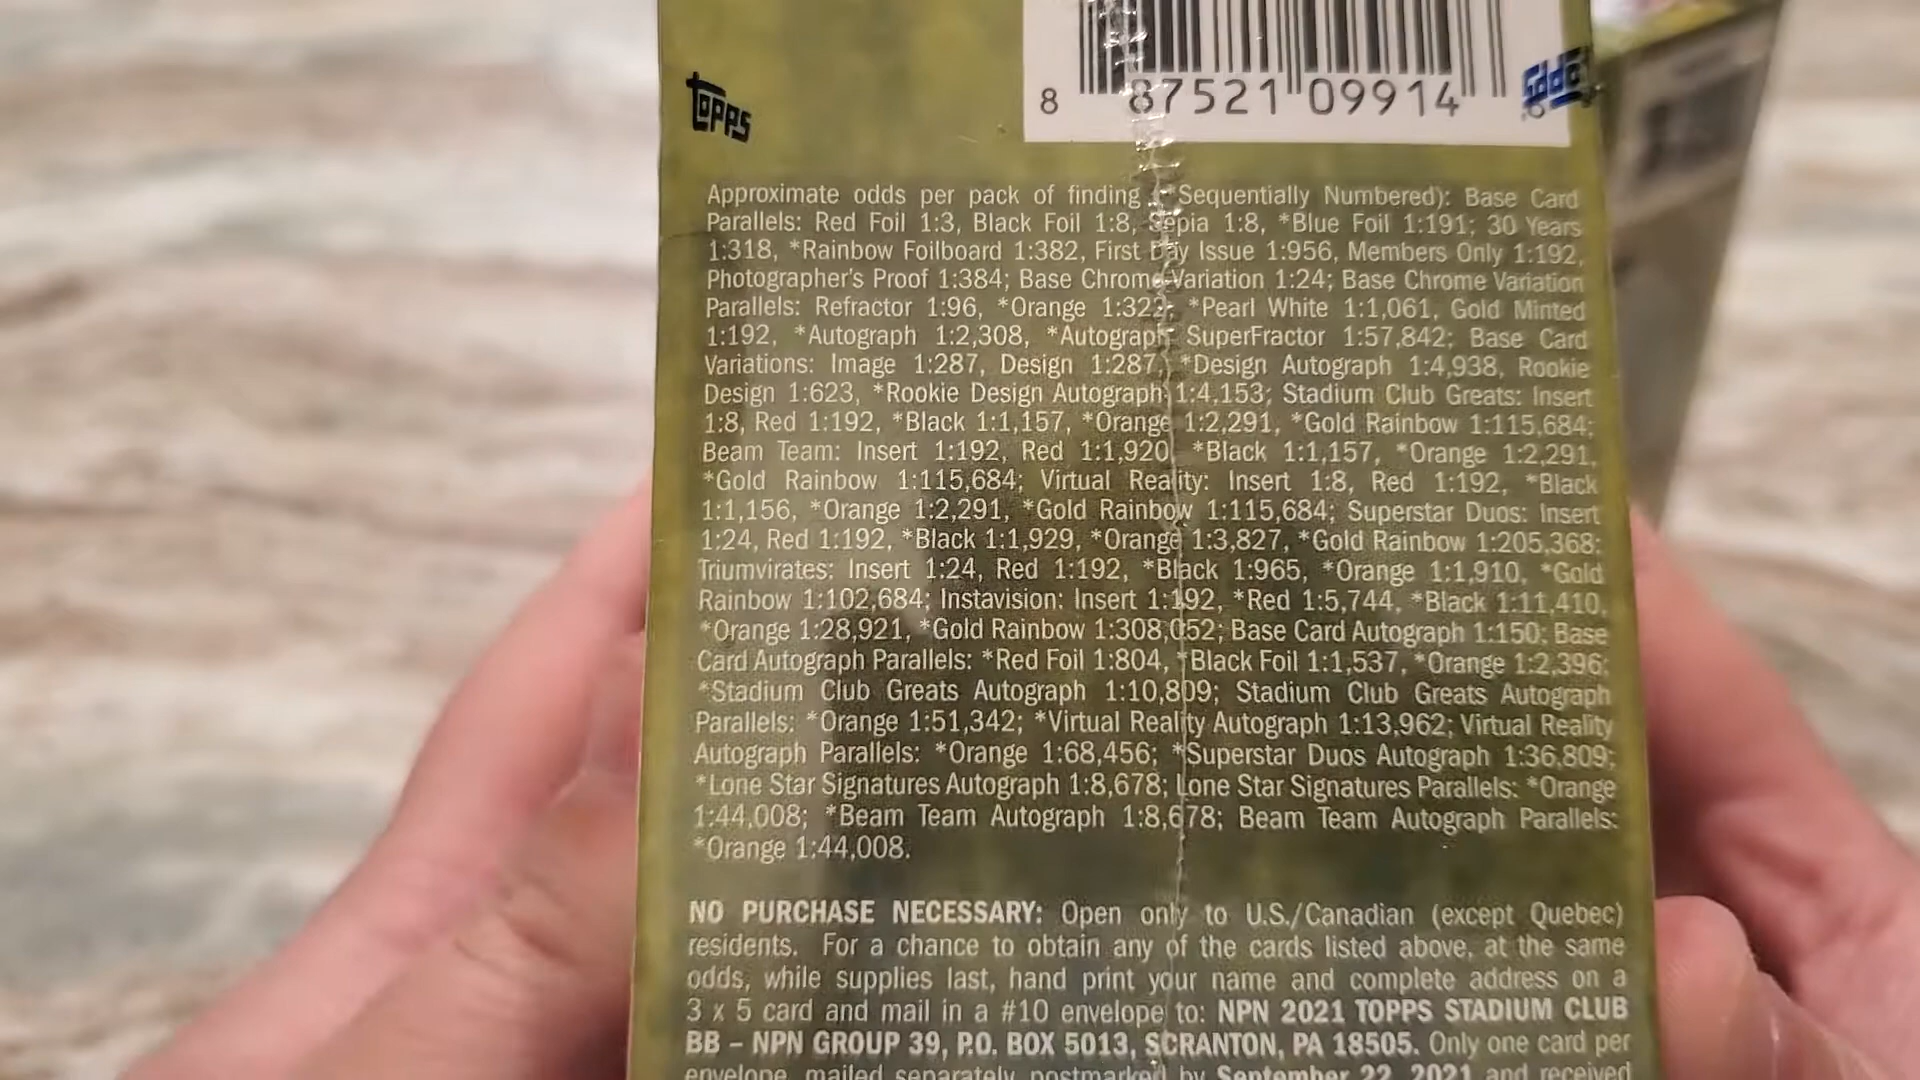 TOPPS
8 87521 09914
Approximate odds per pack of finding Sequentially Numbered): Base Card
Parallels: Red Foil 1:3, Black Foil 1:8, Sepia 1:8, *Blue Foil 1:191; 30 Years
1:318, *Rainbow Foilboard 1:382, First Day Issue 1:956, Members Only 1:192,
Photographer's Proof 1:384; Base Chrome Variation 1:24; Base Chrome Variation
Parallels: Refractor 1:96, *Orange 1:322; *Pearl White 1:1,061, Gold Minted
1:192, *Autograph 1:2,308, *Autograph SuperFractor 1:57,842; Base Card
Variations: Image 1:287, Design 1:287, *Design Autograph 1:4,938, Rookie
Design 1:623, *Rookie Design Autograph 1:4,153; Stadium Club Greats: Insert
1:8, Red 1:192, *Black 1:1,157, *Orange 1:2,291, *Gold Rainbow 1:115,684;
Beam Team: Insert 1:192, Red 1:1,920, *Black 1:1,157, *Orange 1:2,291,
*Gold Rainbow 1:115,684; Virtual Reality: Insert 1:8, Red 1:192, *Black
1:1,156, *Orange 1:2,291, *Gold Rainbow 1:115,684; Superstar Duos: Insert
1:24, Red 1:192, *Black 1:1,929, *Orange 1:3,827, *Gold Rainbow 1:205,368;
Triumvirates: Insert 1:24, Red 1:192, *Black 1:965, *Orange 1:1,910, *Gold
Rainbow 1:102,684; Instavision: Insert 1:192, *Red 1:5,744, *Black 1:11,410,
*Orange 1:28,921, *Gold Rainbow 1:308,052; Base Card Autograph 1:150; Base
Card Autograph Parallels: *Red Foil 1:804, *Black Foil 1:1,537, *Orange 1:2,396;
*Stadium Club Greats Autograph 1:10,809; Stadium Club Greats Autograph
Parallels: *Orange 1:51,342; *Virtual Reality Autograph 1:13,962; Virtual Reality
Autograph Parallels: *Orange 1:68,456; *Superstar Duos Autograph 1:36,809;
*Lone Star Signatures Autograph 1:8,678; Lone Star Signatures Parallels: *Orange
1:44,008; *Beam Team Autograph 1:8,678; Beam Team Autograph Parallels:
*Orange 1:44,008.
NO PURCHASE NECESSARY: Open only to U.S./Canadian (except Quebec)
residents. For a chance to obtain any of the cards listed above, at the same
odds, while supplies last, hand print your name and complete address on a
3 x 5 card and mail in a #10 envelope to: NPN 2021 TOPPS STADIUM CLUB
BB – NPN GROUP 39, P.O. BOX 5013, SCRANTON, PA 18505. Only one card per
envelope, mailed separately, postmarked by September 22, 2021 and received